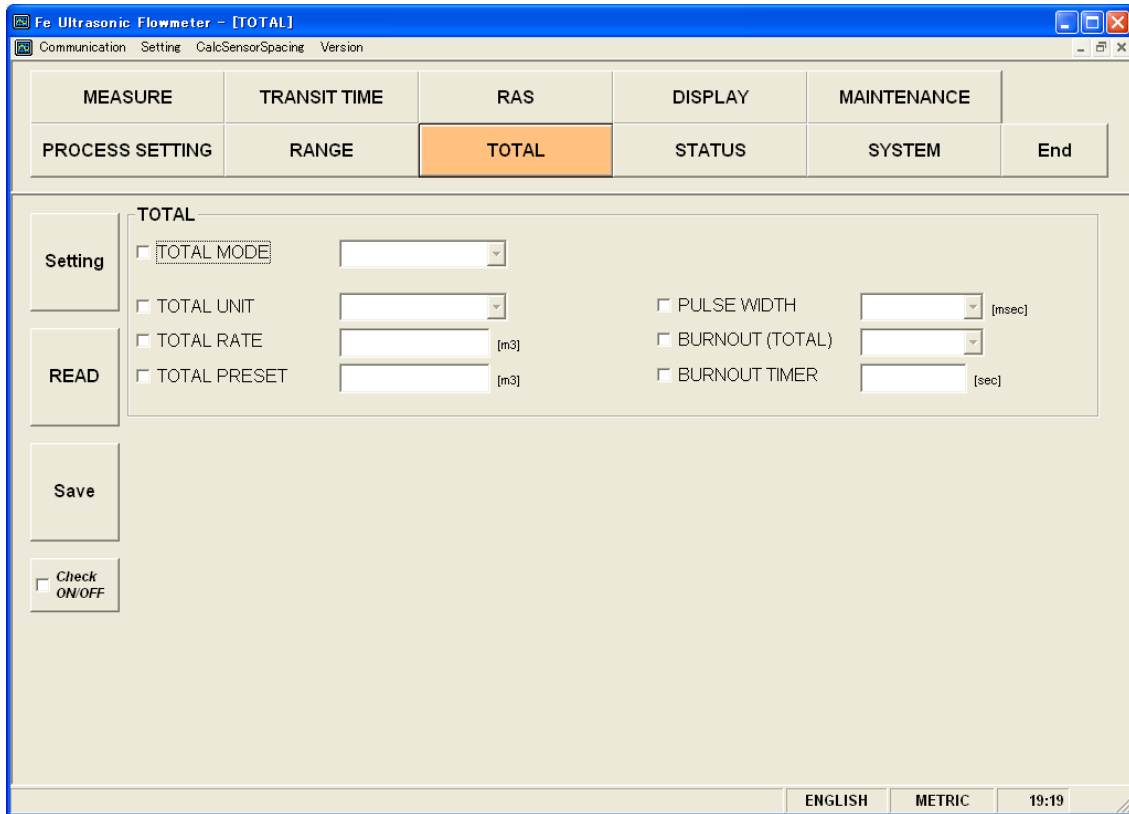 Fe Ultrasonic Flowmeter - [TOTAL]
Communication Setting CalcSensorSpacing Version
MEASURE TRANSIT TIME RAS DISPLAY MAINTENANCE
PROCESS SETTING RANGE TOTAL STATUS SYSTEM End
TOTAL
Setting
TOTAL MODE
TOTAL UNIT
PULSE WIDTH [msec]
TOTAL RATE [m3]
BURNOUT (TOTAL)
READ
TOTAL PRESET [m3]
BURNOUT TIMER [sec]
Save
Check
ON/OFF
ENGLISH METRIC 19:19